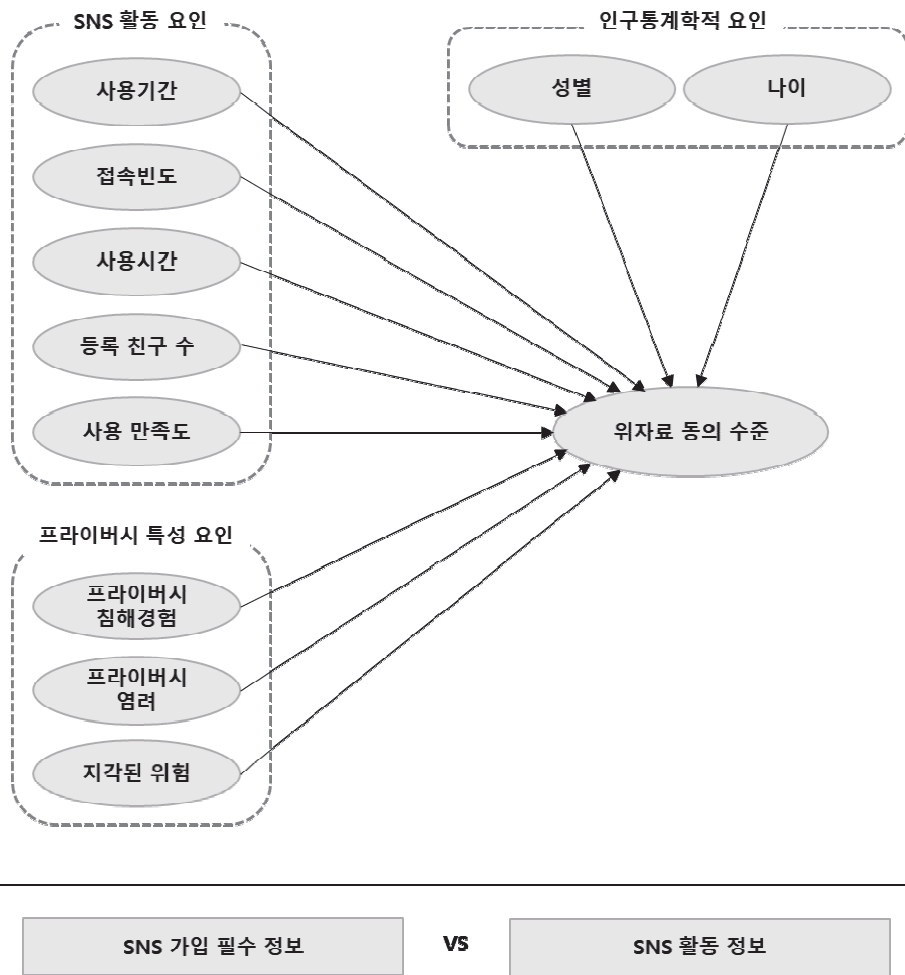 SNS 활동 요인
사용기간
접속빈도
사용시간
등록 친구 수
사용 만족도
인구통계학적 요인
성별
나이
위자료 동의 수준
프라이버시 특성 요인
프라이버시
침해경험
프라이버시
염려
지각된 위험
SNS 가입 필수 정보
VS
SNS 활동 정보